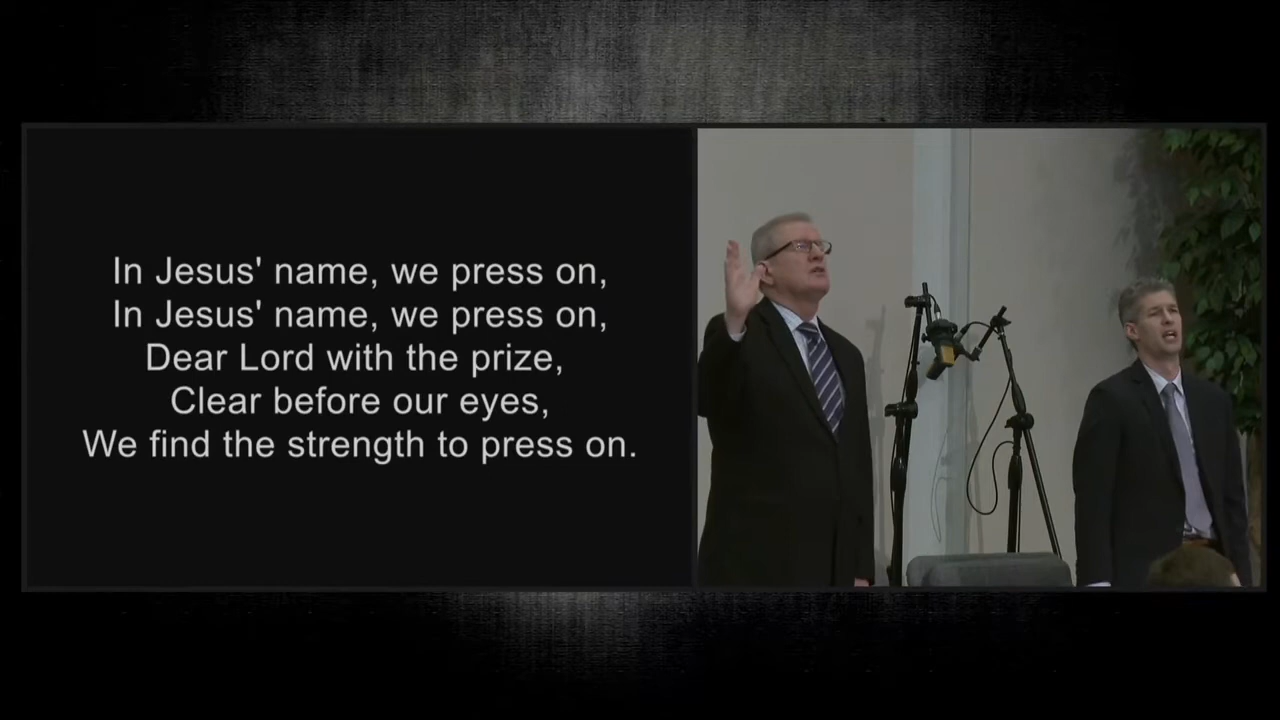 In Jesus' name, we press on,
In Jesus' name, we press on,
Dear Lord with the prize,
Clear before our eyes,
We find the strength to press on.